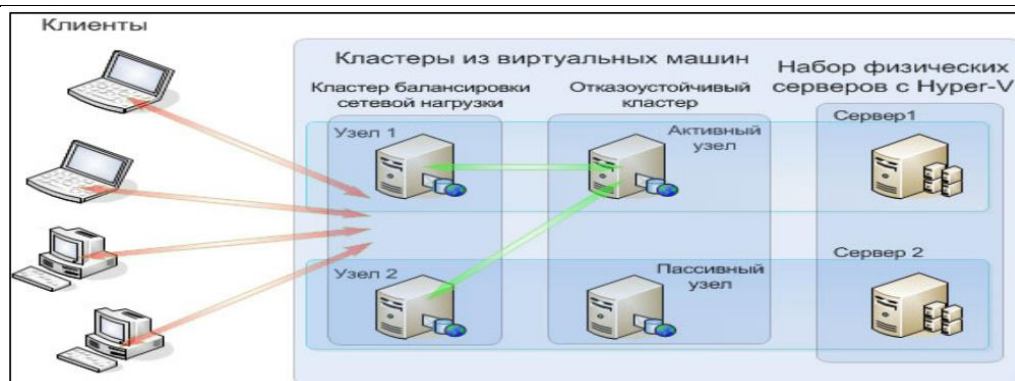 Клиенты
Кластеры из виртуальных машин
Кластер балансировки
сетевой нагрузки
Отказоустойчивый
кластер
Набор физических
серверов с Hyper-V
Узел 1
Активный
узел
Сервер1
Узел 2
Пассивный
узел
Сервер 2